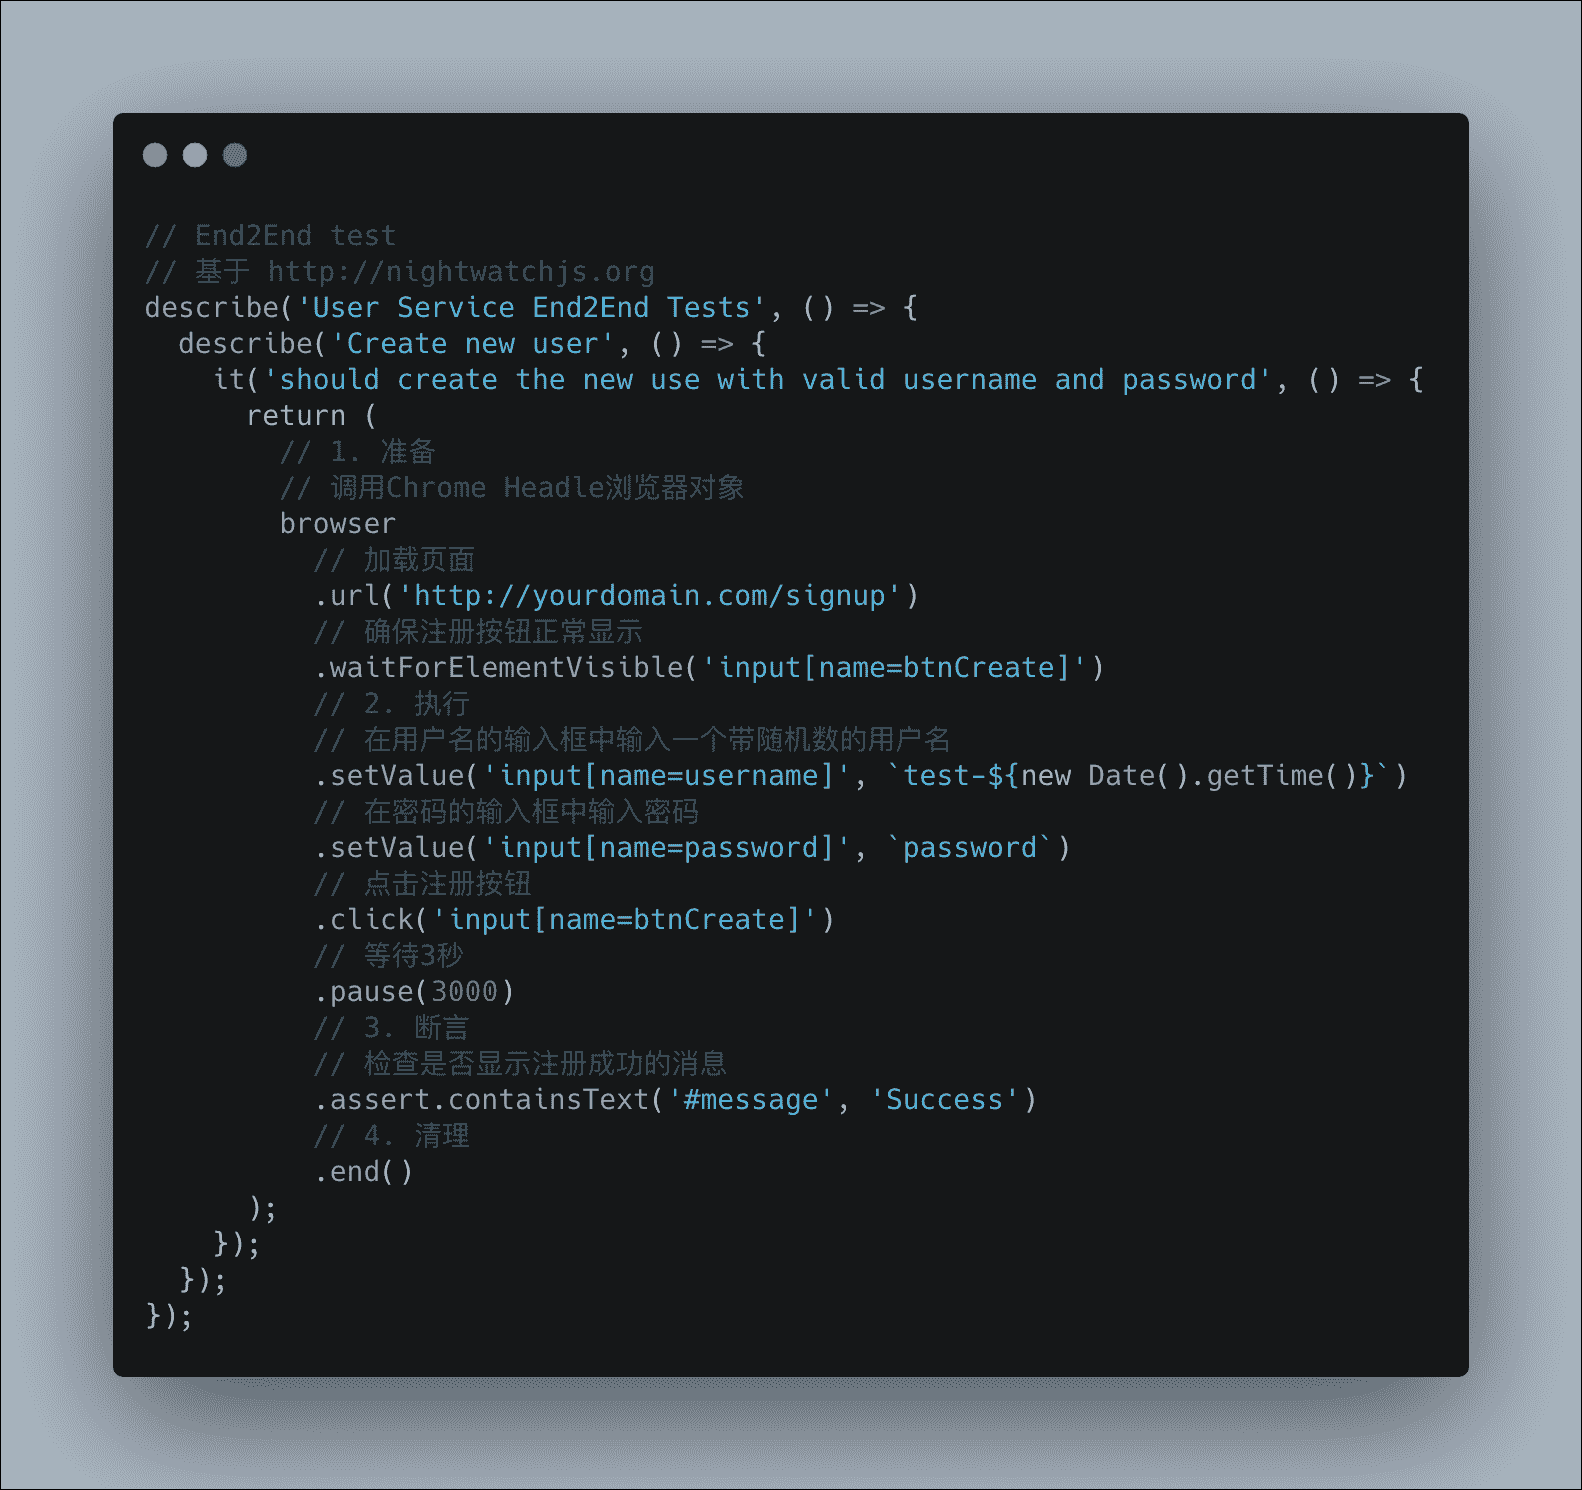 // End2End test
// 基于 http://nightwatchjs.org
describe('User Service End2End Tests', () => {
  describe('Create new user', () => {
    it('should create the new use with valid username and password', () => {
      return (
        // 1. 准备
        // 调用Chrome Headle浏览器对象
        browser
          // 加载页面
          .url('http://yourdomain.com/signup')
          // 确保注册按钮正常显示
          .waitForElementVisible('input[name=btnCreate]')
          // 2. 执行
          // 在用户名的输入框中输入一个带随机数的用户名
          .setValue('input[name=username]', `test-${new Date().getTime()}`)
          // 在密码的输入框中输入密码
          .setValue('input[name=password]', `password`)
          // 点击注册按钮
          .click('input[name=btnCreate]')
          // 等待3秒
          .pause(3000)
          // 3. 断言
          // 检查是否显示注册成功的消息
          .assert.containsText('#message', 'Success')
          // 4. 清理
          .end()
      );
    });
  });
});